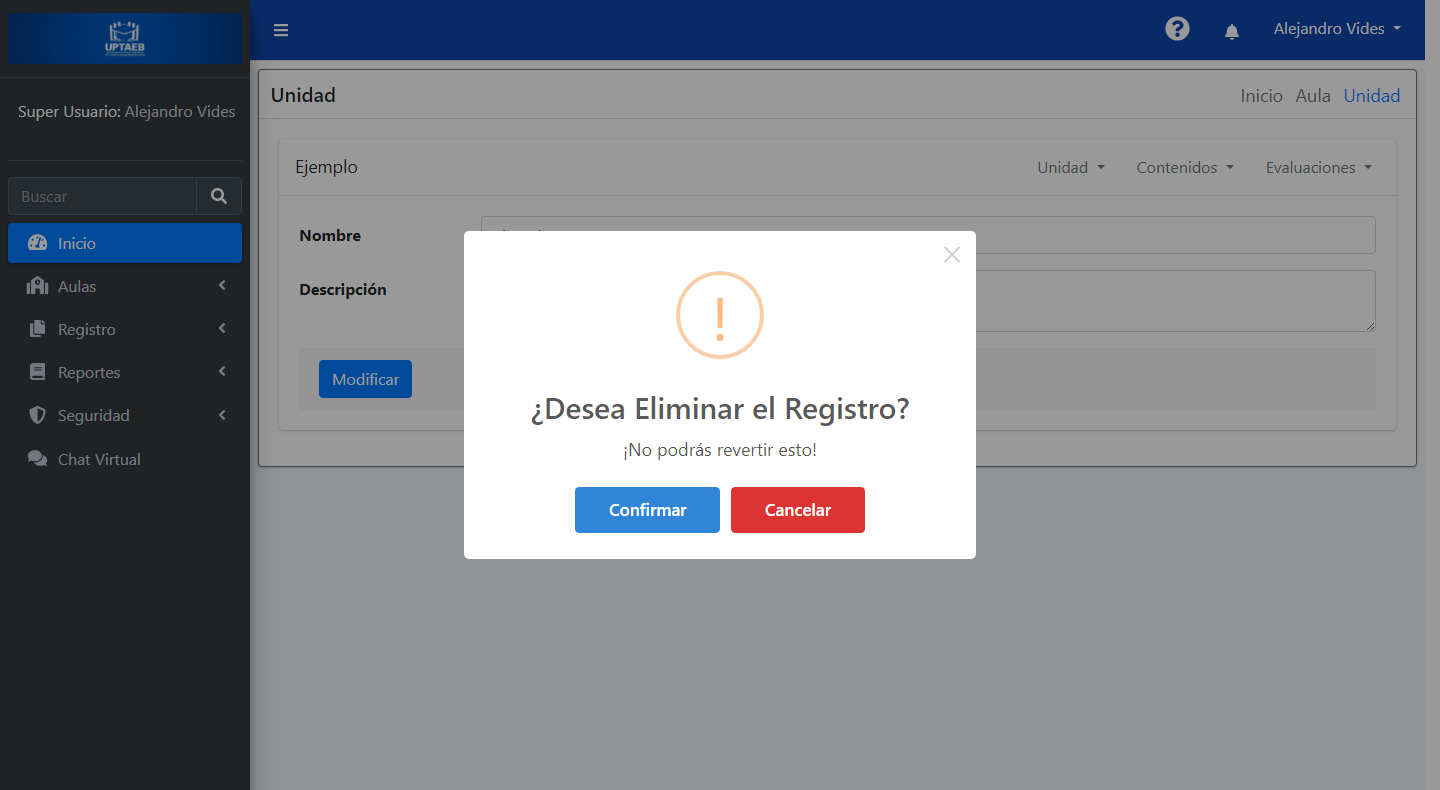 UPTAEB
Alejandro Vides
Super Usuario: Alejandro Vides
Buscar
Inicio
Aulas
Registro
Reportes
Seguridad
Chat Virtual
Unidad
Inicio Aula Unidad
Ejemplo
Unidad Contenidos Evaluaciones
Nombre
Descripción
Modificar
!
¿Desea Eliminar el Registro?
¡No podrás revertir esto!
Confirmar Cancelar